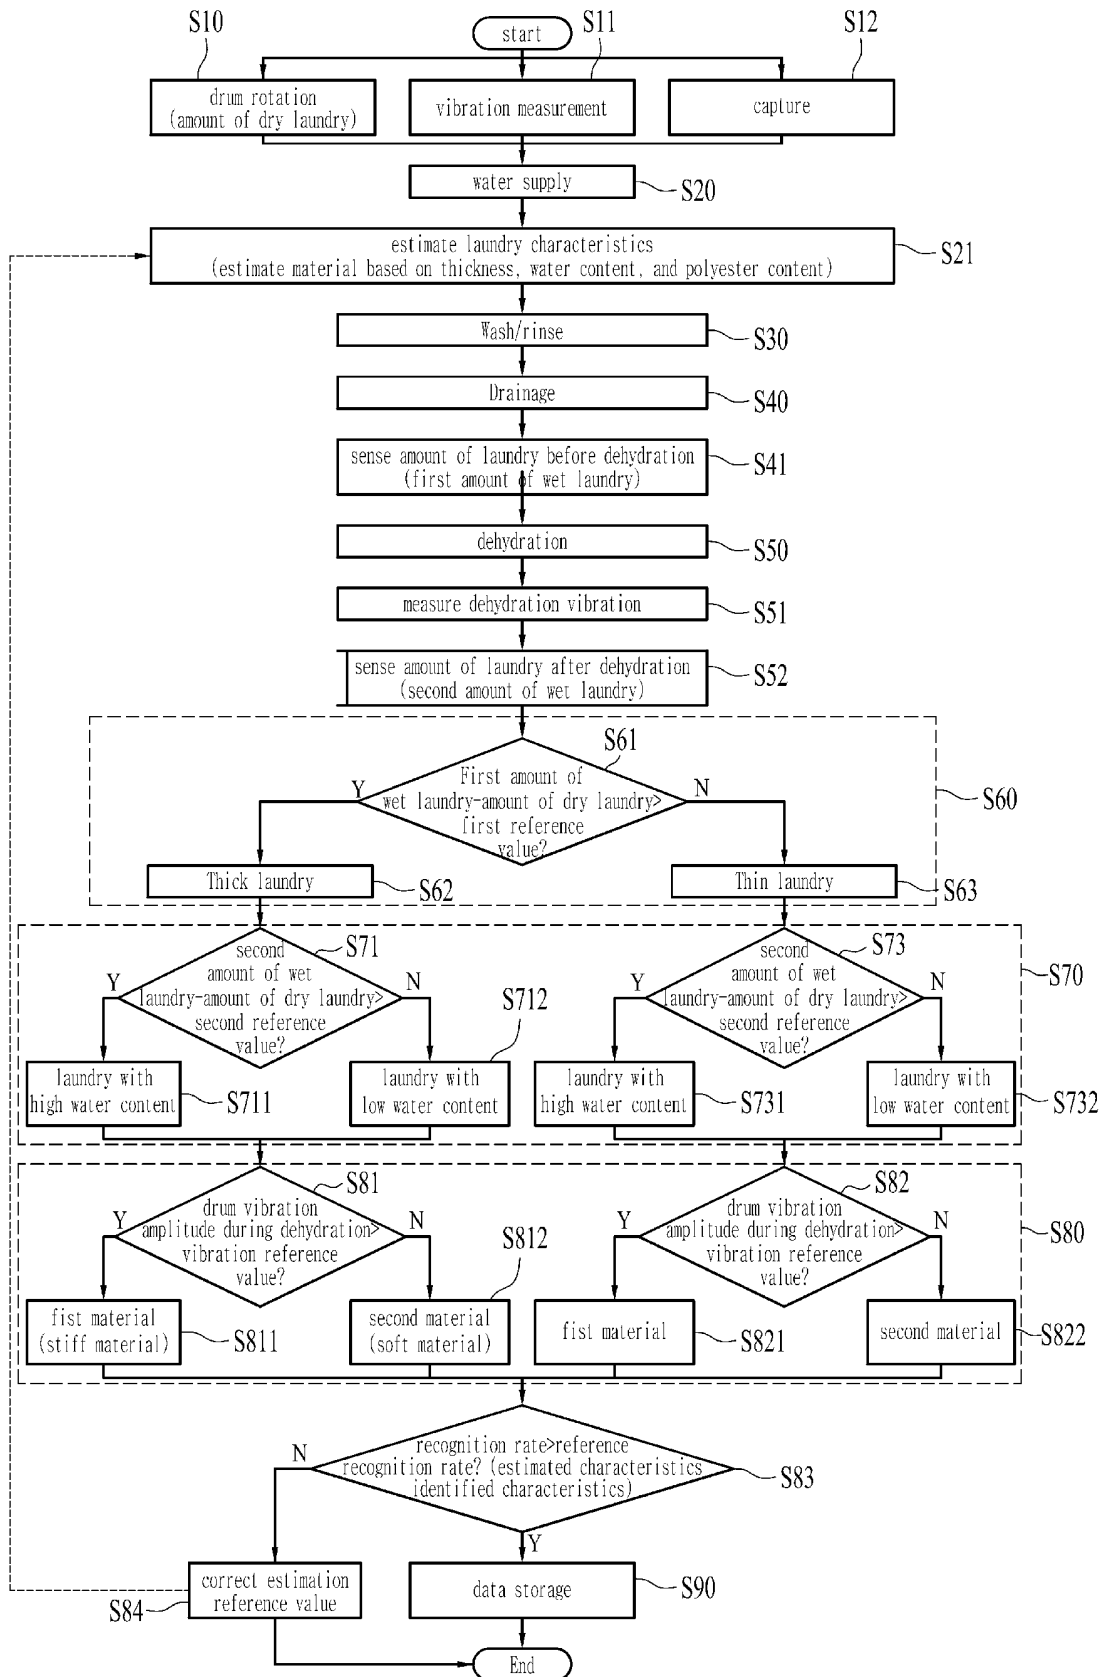 S10
start
S11
S12
drum rotation
(amount of dry laundry)
vibration measurement
capture
water supply
S20
estimate laundry characteristics
(estimate material based on thickness, water content, and polyester content)
S21
Wash/rinse
S30
Drainage
S40
sense amount of laundry before dehydration
(first amount of wet laundry)
S41
dehydration
S50
measure dehydration vibration
S51
sense amount of laundry after dehydration
(second amount of wet laundry)
S52
S61
Y
First amount of
wet laundry-amount of dry laundry>
first reference
value?
N
S60
Thick laundry
S62
Thin laundry
S63
S71
Y
second
amount of wet
laundry-amount of dry laundry>
second reference
value?
N
S712
S73
Y
second
amount of wet
laundry-amount of dry laundry>
second reference
value?
N
S70
laundry with
high water content
S711
laundry with
low water content
laundry with
high water content
S731
laundry with
low water content
S732
S81
Y
drum vibration
amplitude during dehydration>
vibration reference
value?
N
S812
S82
Y
drum vibration
amplitude during dehydration>
vibration reference
value?
N
S80
fist material
(stiff material)
S811
second material
(soft material)
fist material
S821
second material
S822
N
recognition rate>reference
recognition rate? (estimated characteristics
identified characteristics)
S83
Y
correct estimation
reference value
S84
data storage
S90
End